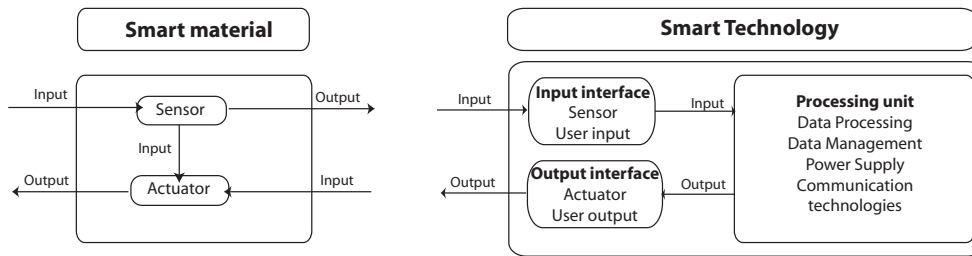 Smart material
Input
Sensor
Output
Input
Output
Actuator
Input
Smart Technology
Input
Input interface
Sensor
User input
Input
Output
Output interface
Actuator
User output
Output
Processing unit
Data Processing
Data Management
Power Supply
Communication
technologies